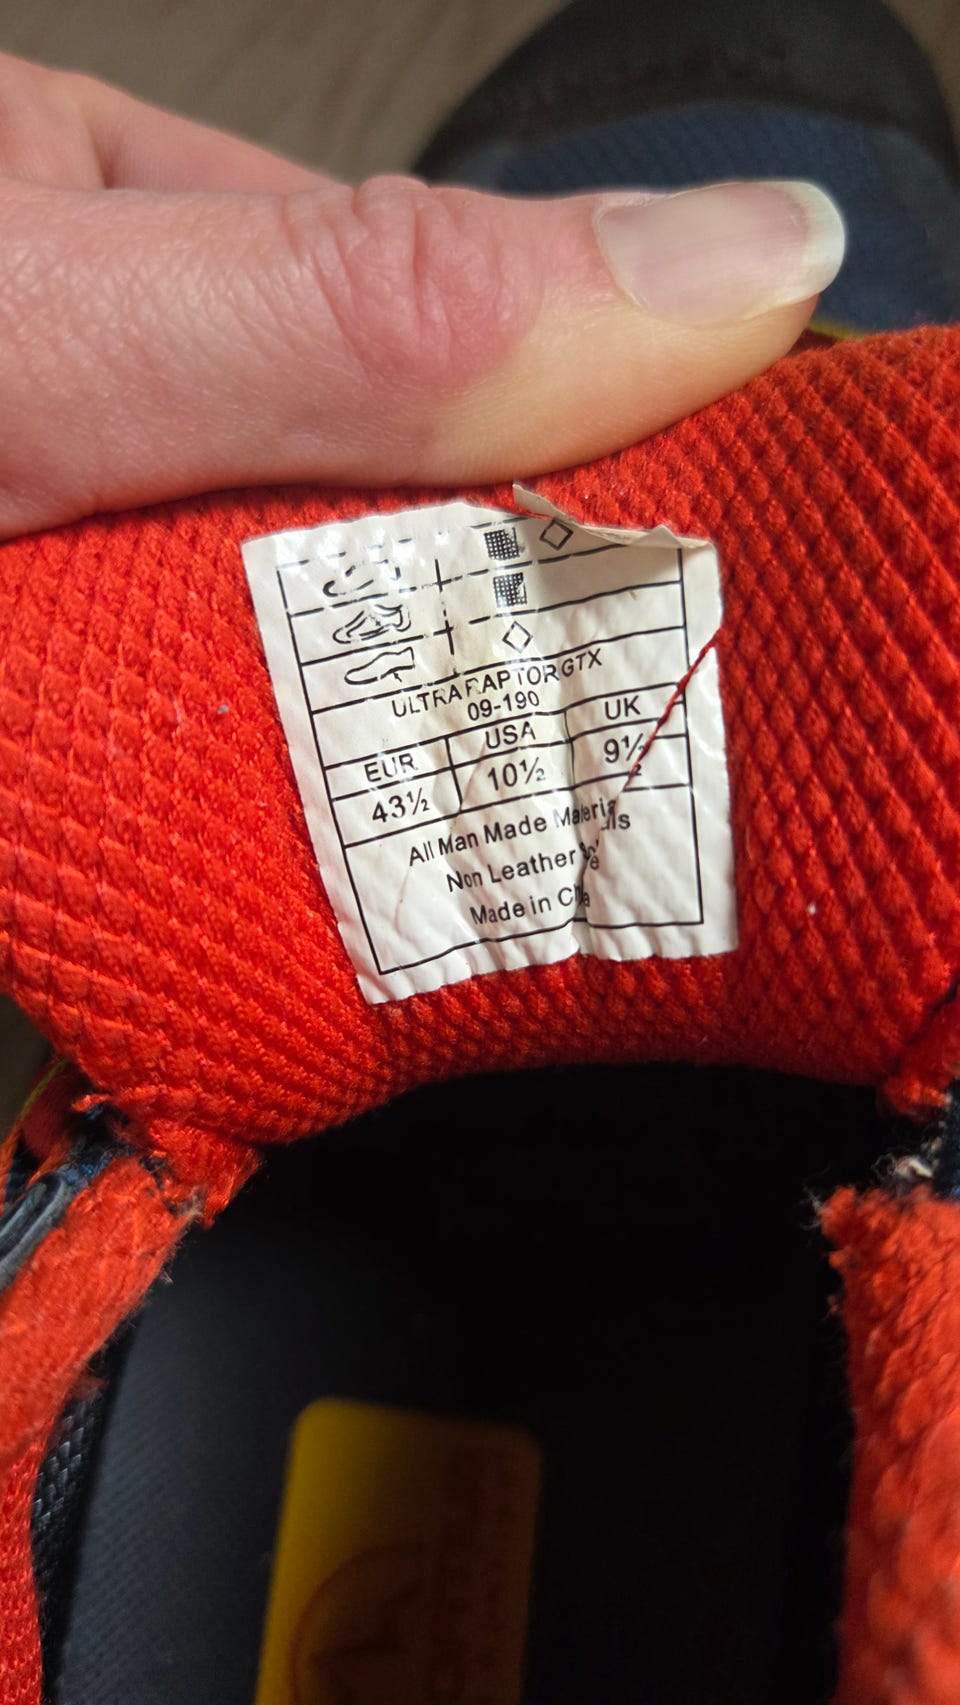 ULTRA RAPTOR GTX
09-190
EUR USA UK
43½ 10½ 9½
All Man Made Materials
Non Leather
Made in